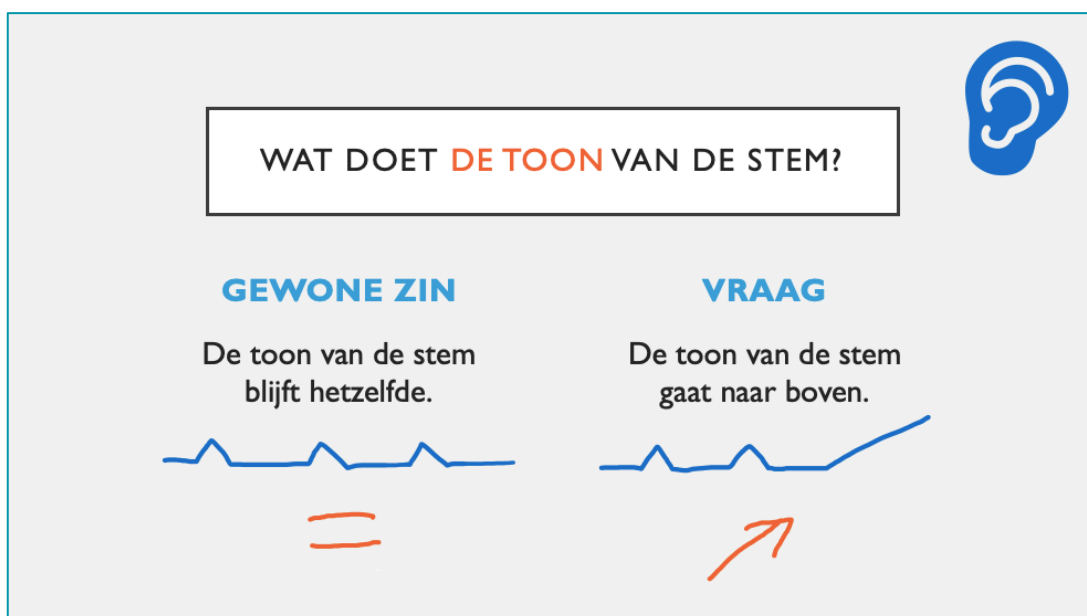 WAT DOET DE TOON VAN DE STEM?
GEWONE ZIN
De toon van de stem
blijft hetzelfde.
VRAAG
De toon van de stem
gaat naar boven.